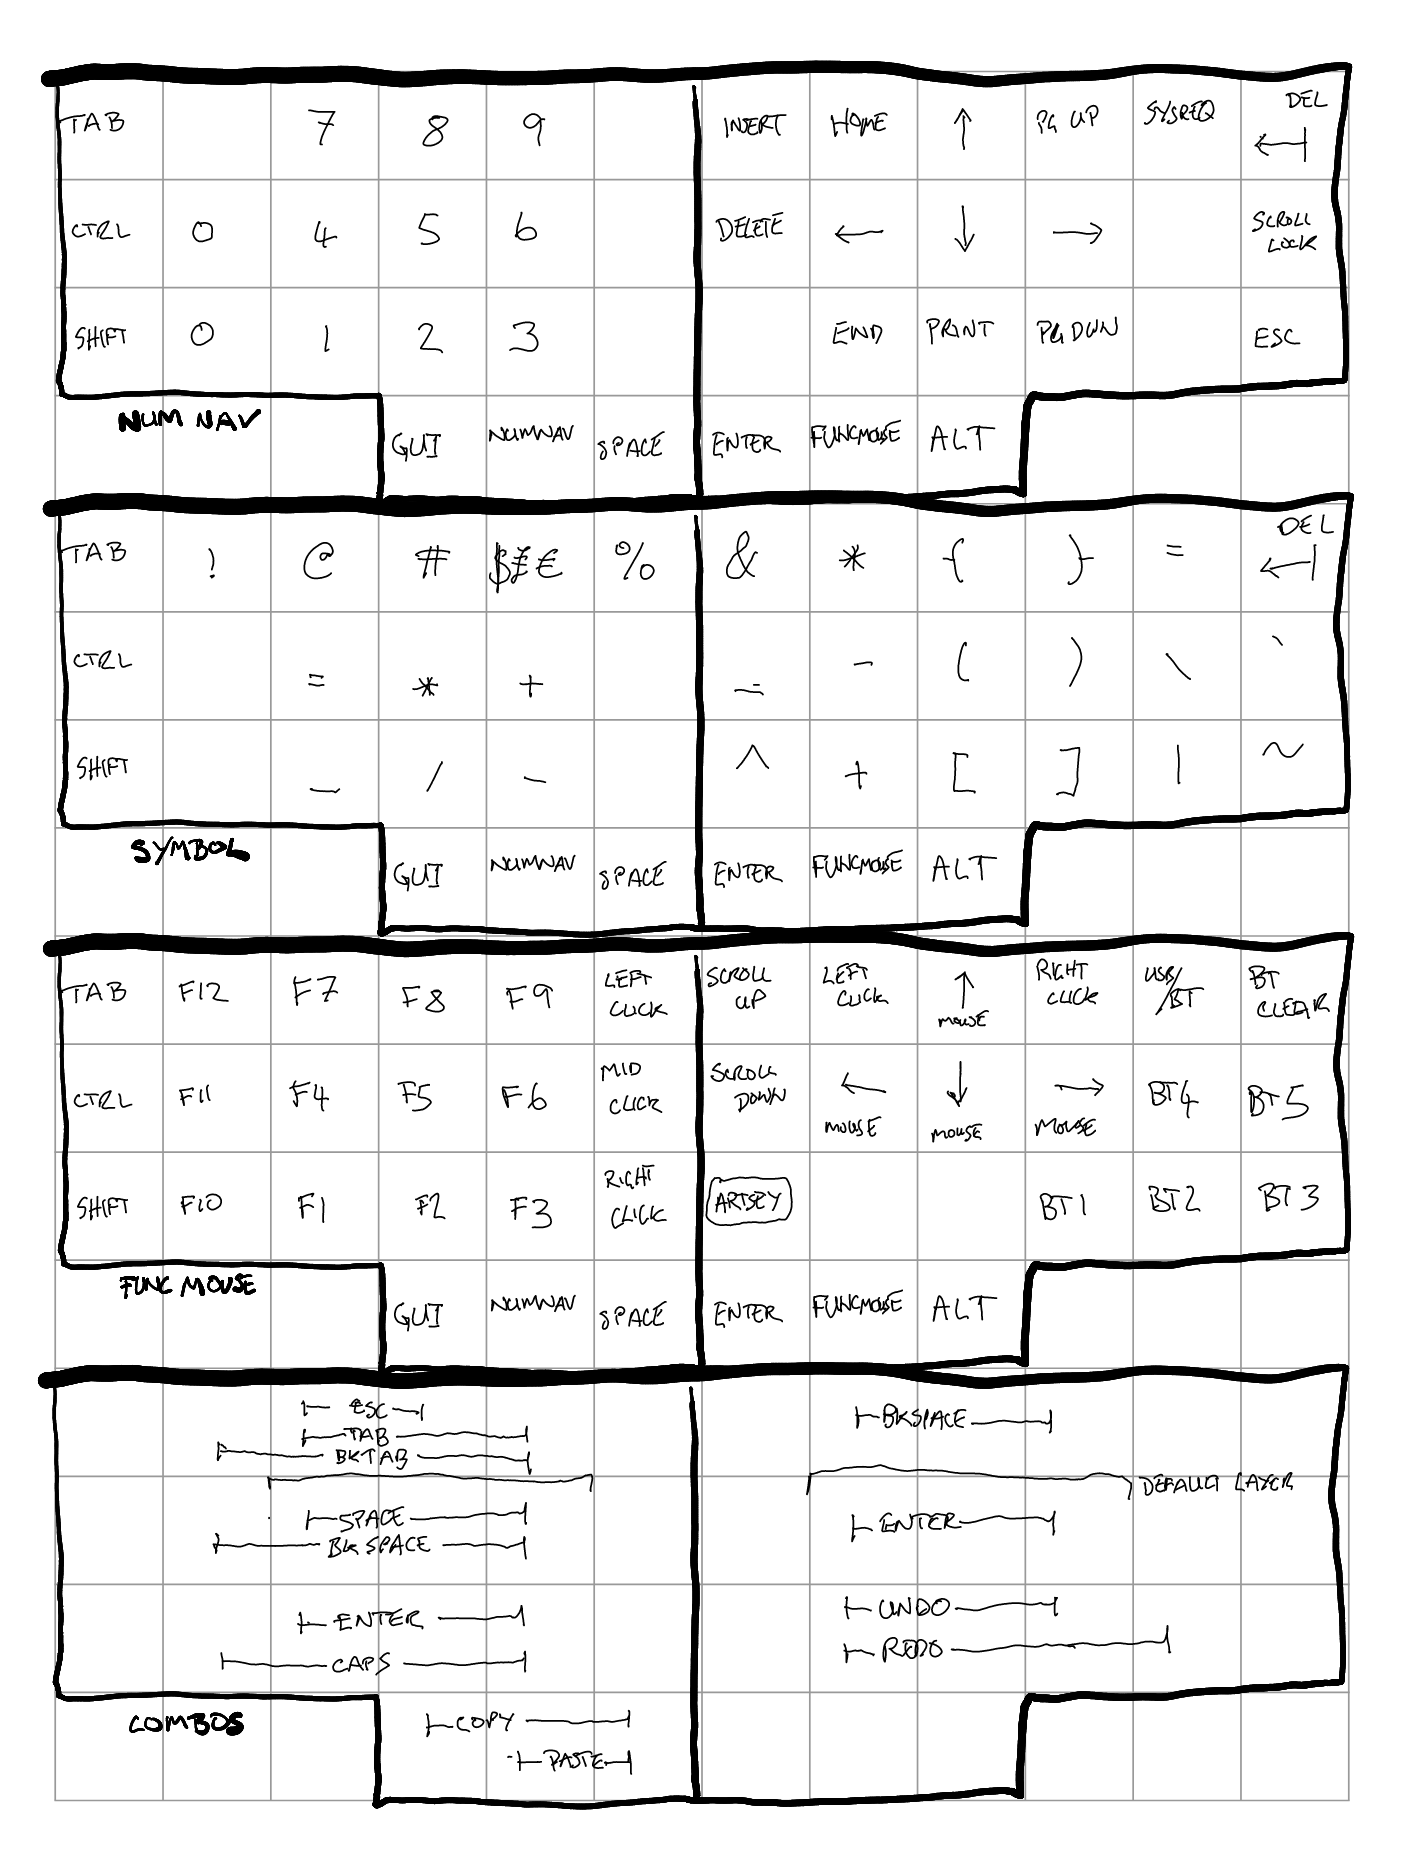 TAB 7 8 9 INSERT HOME ↑ PG UP SYSREQ DEL
←|
CTRL 0 4 5 6 DELETE ← ↓ → SCROLL
LOCK
SHIFT 0 1 2 3 END PRINT PG DWN ESC
NUM NAV
GUI NUMNAV SPACE ENTER FUNCMOUSE ALT
TAB ! @ # $ £ € % & * { } = DEL
←|
CTRL = * + - ( ) \ `
SHIFT _ / - ^ + [ ] | ~
SYMBOL
GUI NUMNAV SPACE ENTER FUNCMOUSE ALT
TAB F12 F7 F8 F9 LEFT
CLICK
SCROLL
UP
LEFT
CLICK
↑
MOUSE
RIGHT
CLICK
USB/
BT
BT
CLEAR
CTRL F11 F4 F5 F6 MID
CLICK
SCROLL
DOWN
←
MOUSE
↓
MOUSE
→
MOUSE
BT4 BT5
SHIFT F10 F1 F2 F3 RIGHT
CLICK
ARTSEY BT1 BT2 BT3
FUNC MOUSE
GUI NUMNAV SPACE ENTER FUNCMOUSE ALT
ESC
TAB
BKTAB
BKSPACE
DEFAULT LAYER
SPACE
BKSPACE
ENTER
ENTER
CAPS
UNDO
REDO
COMBOS
COPY
PASTE